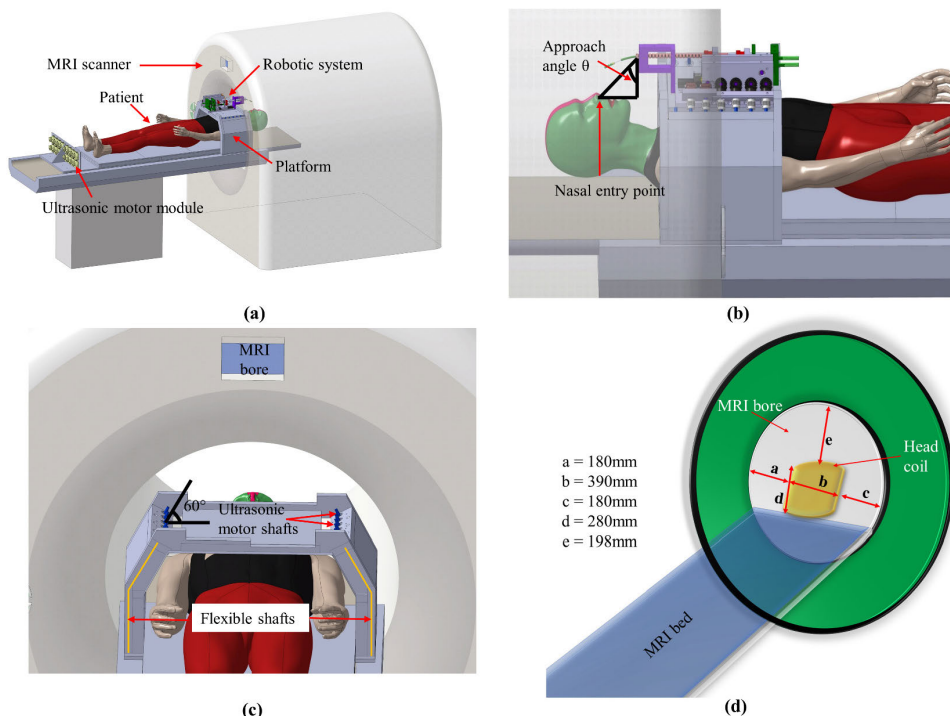 MRI scanner
Robotic system
Patient
Platform
Ultrasonic motor module
(a)
Approach
angle θ
Nasal entry point
(b)
MRI
bore
60°
Ultrasonic
motor shafts
Flexible shafts
(c)
MRI bore
e
Head
coil
a
b
c
d
a = 180mm
b = 390mm
c = 180mm
d = 280mm
e = 198mm
MRI bed
(d)